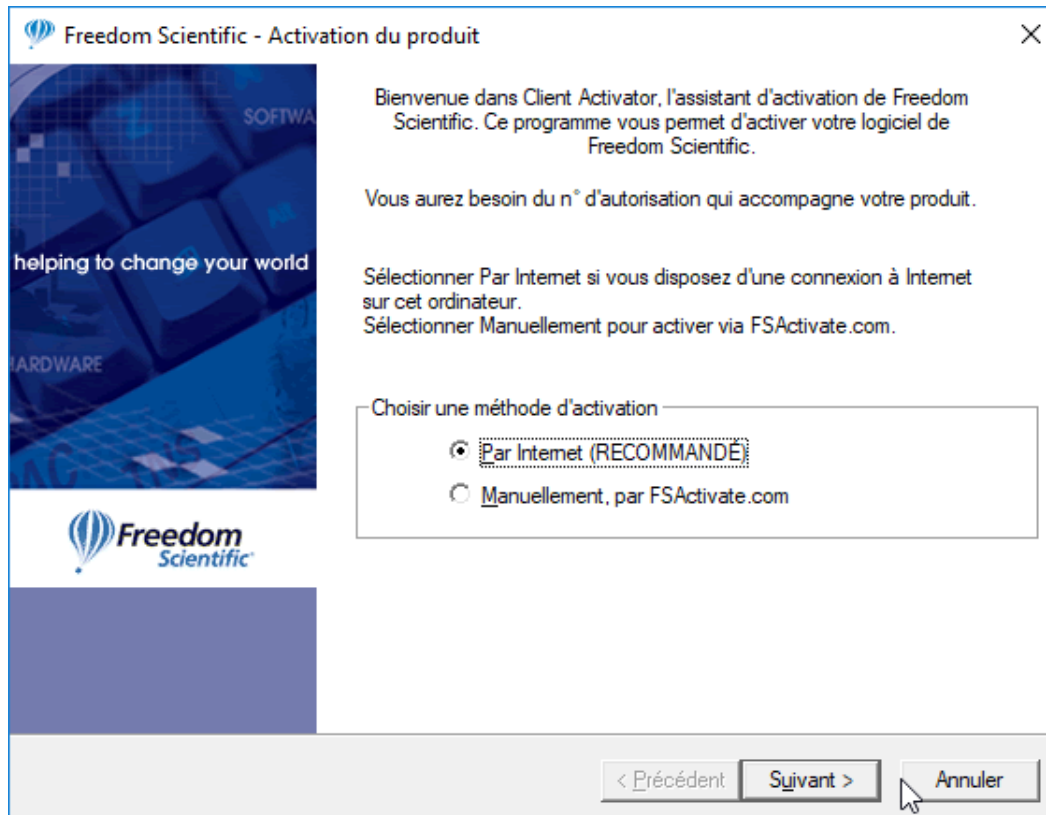 Freedom Scientific - Activation du produit
SOFTWA
helping to change your world
HARDWARE
Freedom
Scientific
Bienvenue dans Client Activator, l'assistant d'activation de Freedom
Scientific. Ce programme vous permet d'activer votre logiciel de
Freedom Scientific.
Vous aurez besoin du n° d'autorisation qui accompagne votre produit.
Sélectionner Par Internet si vous disposez d'une connexion à Internet
sur cet ordinateur.
Sélectionner Manuellement pour activer via FSActivate.com.
Choisir une méthode d'activation
Par Internet (RECOMMANDÉ)
Manuellement, par FSActivate.com
< Précédent
Suivant >
Annuler